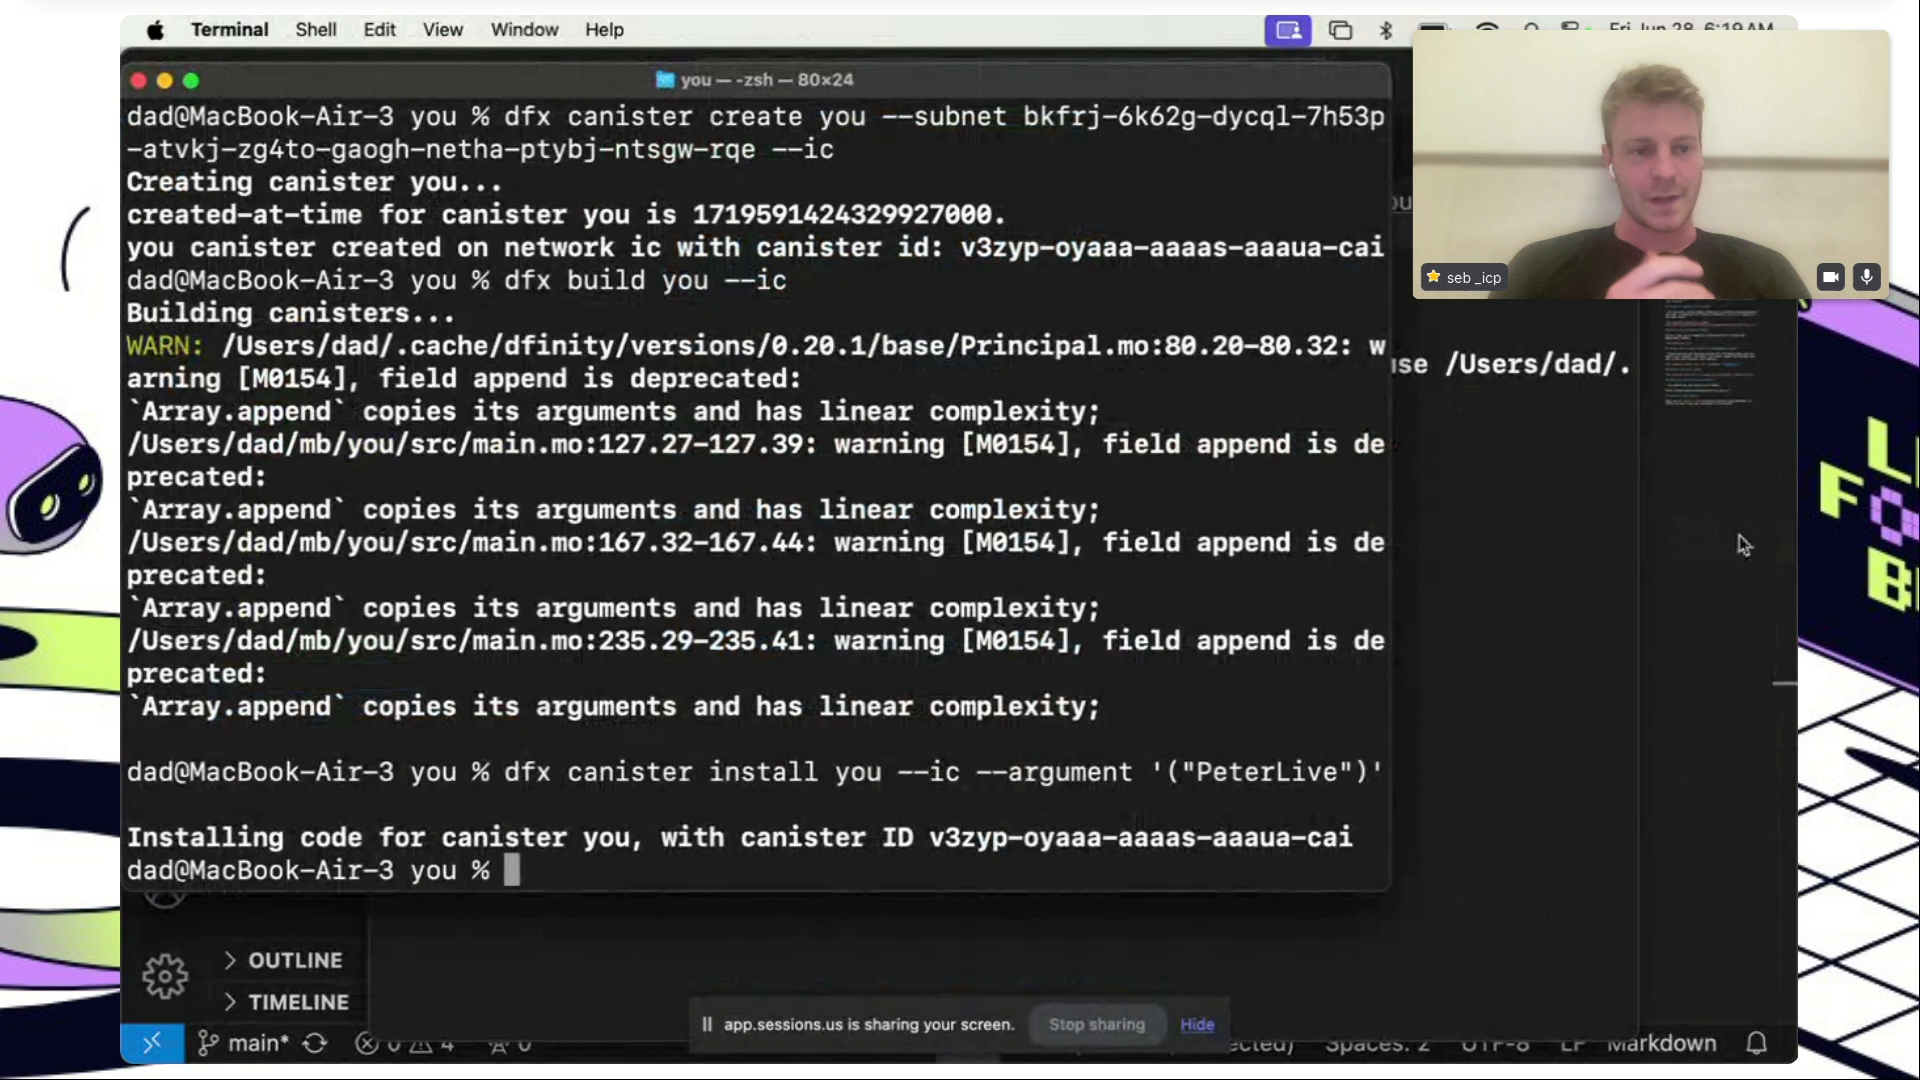 Terminal Shell Edit View Window Help
Fri Jun 28 6:19 AM
you — -zsh — 80×24
dad@MacBook-Air-3 you % dfx canister create you --subnet bkfrj-6k62g-dycql-7h53p
-atvkj-zg4to-gaogh-netha-ptybj-ntsgw-rqe --ic
Creating canister you...
created-at-time for canister you is 1719591424329927000.
you canister created on network ic with canister id: v3zyp-oyaaa-aaaas-aaaua-cai
dad@MacBook-Air-3 you % dfx build you --ic
Building canisters...
WARN: /Users/dad/.cache/dfinity/versions/0.20.1/base/Principal.mo:80.20-80.32: w
arning [M0154], field append is deprecated:
`Array.append` copies its arguments and has linear complexity;
/Users/dad/mb/you/src/main.mo:127.27-127.39: warning [M0154], field append is de
precated:
`Array.append` copies its arguments and has linear complexity;
/Users/dad/mb/you/src/main.mo:167.32-167.44: warning [M0154], field append is de
precated:
`Array.append` copies its arguments and has linear complexity;
/Users/dad/mb/you/src/main.mo:235.29-235.41: warning [M0154], field append is de
precated:
`Array.append` copies its arguments and has linear complexity;
dad@MacBook-Air-3 you % dfx canister install you --ic --argument '("PeterLive")'
Installing code for canister you, with canister ID v3zyp-oyaaa-aaaas-aaaua-cai
dad@MacBook-Air-3 you %
seb _icp
/Users/dad/.
OUTLINE
TIMELINE
app.sessions.us is sharing your screen. Stop sharing Hide
main* 0 4 0 Spaces: 2 UTF-8 LF Markdown